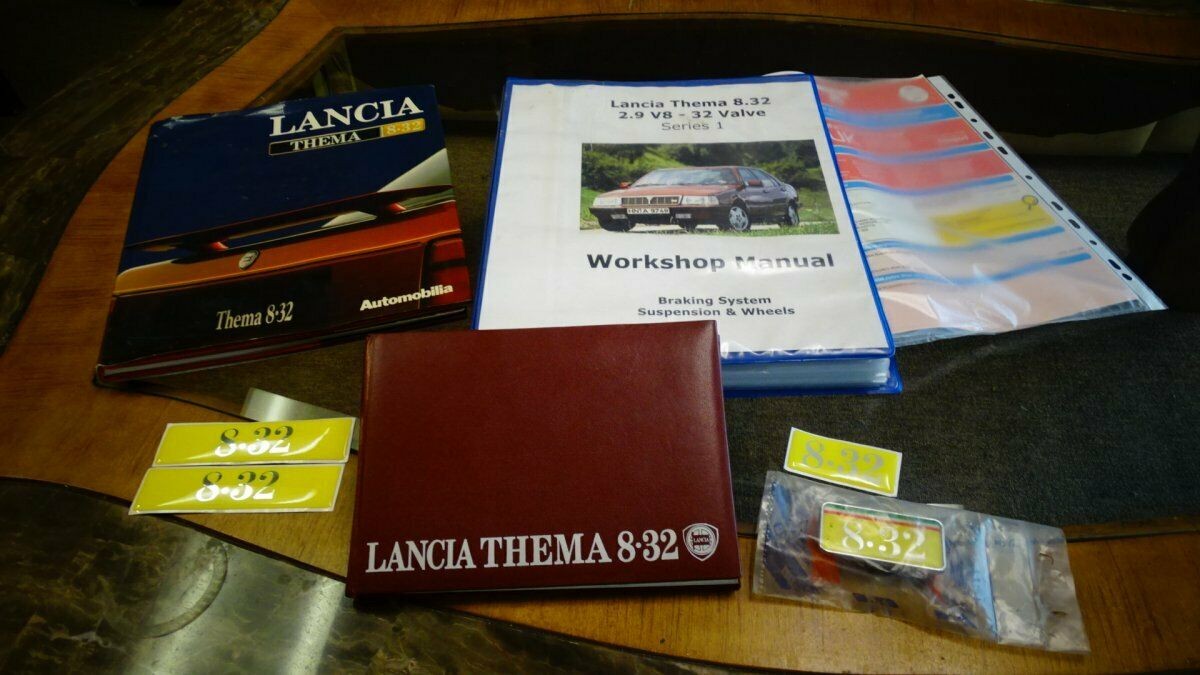 LANCIA
THEMA 8·32
Thema 8·32
Automobilia
Lancia Thema 8.32
2.9 V8 - 32 Valve
Series 1
Workshop Manual
Braking System
Suspension & Wheels
8·32
8·32
LANCIA THEMA 8·32
LANCIA
8·32
8·32